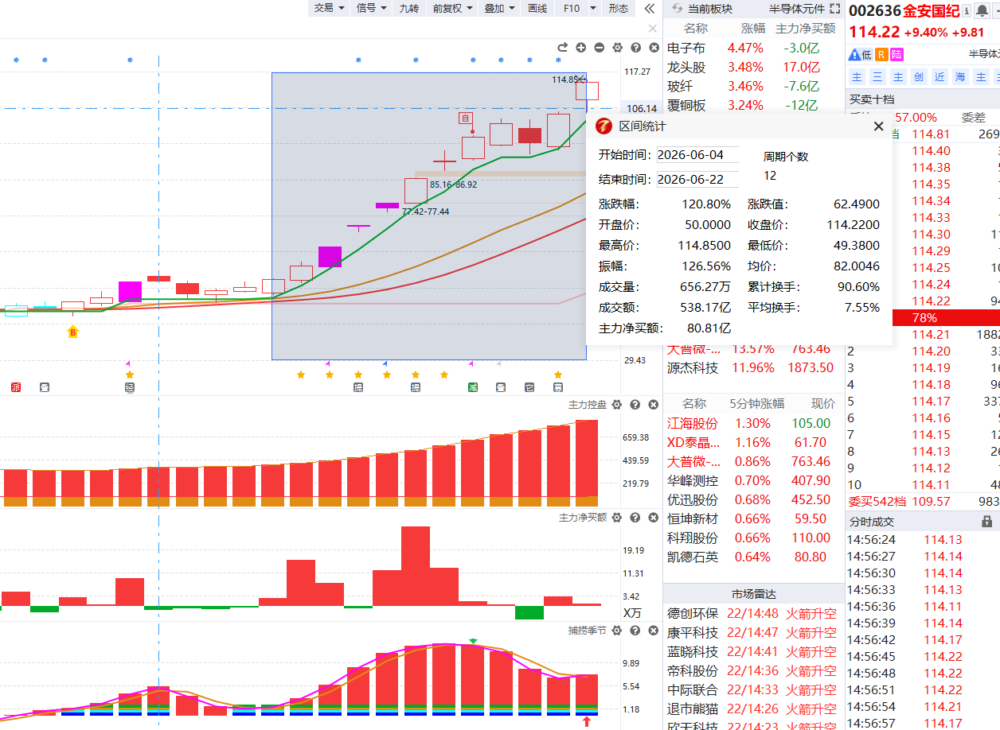 交易 信号 九转 前复权 叠加 画线 F10 形态
117.27
106.14
29.43
114.85
自
85.16-86.92
77.42-77.44
B
派 经 提 提 减
主力控盘
659.38
439.59
219.79
主力净买额
19.19
11.31
3.42
X万
捕捞季节
9.89
5.54
1.18
当前板块 半导体元件
名称 涨幅 主力净买额
电子布 4.47% -3.0亿
龙头股 3.48% 17.0亿
玻纤 3.46% -7.6亿
覆铜板 3.24% -12亿
区间统计
开始时间: 2026-06-04 周期个数
结束时间: 2026-06-22 12
涨跌幅: 120.80% 涨跌值: 62.4900
开盘价: 50.0000 收盘价: 114.2200
最高价: 114.8500 最低价: 49.3800
振幅: 126.56% 均价: 82.0046
成交量: 656.27万 累计换手: 90.60%
成交额: 538.17亿 平均换手: 7.55%
主力净买额: 80.81亿
大普微-... 13.57% 763.46
源杰科技 11.96% 1873.50
名称 5分钟涨幅 现价
江海股份 1.30% 105.00
XD泰晶... 1.16% 61.70
大普微-... 0.86% 763.46
华峰测控 0.70% 407.90
优迅股份 0.68% 452.50
恒坤新材 0.66% 59.50
科翔股份 0.66% 110.00
凯德石英 0.64% 80.80
市场雷达
德创环保 22/14:48 火箭升空
康平科技 22/14:47 火箭升空
蓝晓科技 22/14:41 火箭升空
帝科股份 22/14:36 火箭升空
中际联合 22/14:33 火箭升空
退市熊猫 22/14:26 火箭升空
欣天科技 22/14:23 火箭升空
002636 金安国纪
114.22 +9.40% +9.81
低 R 陆 半导体元
主 三 主 创 近 海 主
买卖十档
57.00% 委差
114.81 269
114.40
114.38
114.35
114.34
114.33
114.30
114.29
114.25
114.24
114.22
78%
114.21 1882
2 114.20
3 114.19
4 114.18
5 114.17 337
6 114.16
7 114.15
8 114.13
9 114.12
10 114.11
委买542档 109.57 983
分时成交
14:56:24 114.13
14:56:27 114.14
14:56:30 114.14
14:56:33 114.13
14:56:36 114.11
14:56:39 114.14
14:56:42 114.17
14:56:45 114.22
14:56:48 114.22
14:56:51 114.22
14:56:54 114.21
14:56:57 114.17